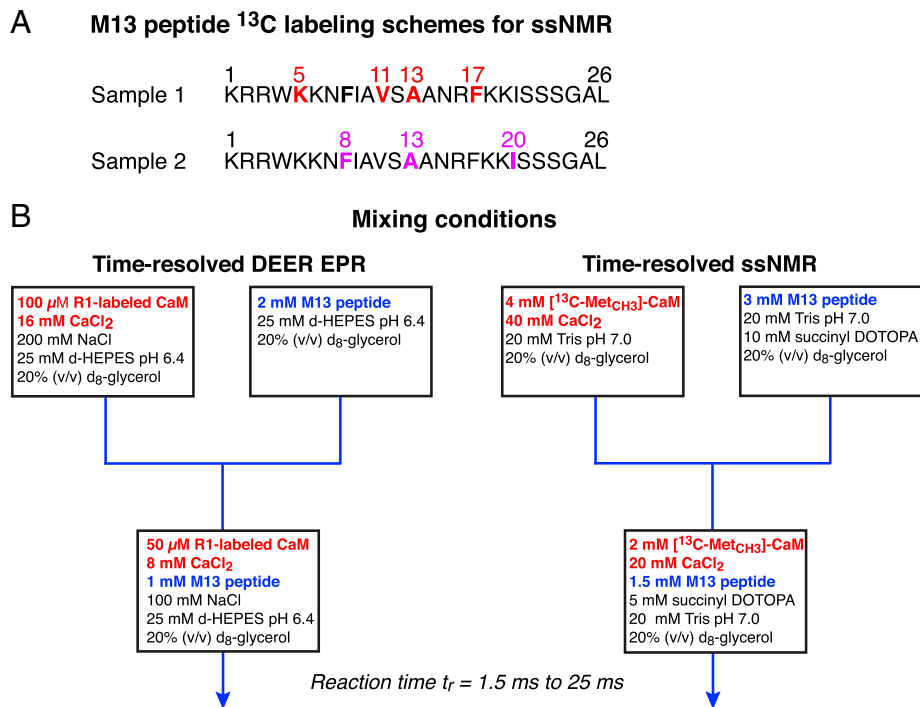 A M13 peptide ¹³C labeling schemes for ssNMR
1 5 11 13 17 26
Sample 1 KRRWKKNFIAVSAANRFKKISSSGAL
1 8 13 20 26
Sample 2 KRRWKKNFIAVSAANRFKKISSSGAL
B Mixing conditions
Time-resolved DEER EPR
100 µM R1-labeled CaM
16 mM CaCl₂
200 mM NaCl
25 mM d-HEPES pH 6.4
20% (v/v) d₈-glycerol
2 mM M13 peptide
25 mM d-HEPES pH 6.4
20% (v/v) d₈-glycerol
50 µM R1-labeled CaM
8 mM CaCl₂
1 mM M13 peptide
100 mM NaCl
25 mM d-HEPES pH 6.4
20% (v/v) d₈-glycerol
Time-resolved ssNMR
4 mM [¹³C-Met_CH₃]-CaM
40 mM CaCl₂
20 mM Tris pH 7.0
20% (v/v) d₈-glycerol
3 mM M13 peptide
20 mM Tris pH 7.0
10 mM succinyl DOTOPA
20% (v/v) d₈-glycerol
2 mM [¹³C-Met_CH₃]-CaM
20 mM CaCl₂
1.5 mM M13 peptide
5 mM succinyl DOTOPA
20 mM Tris pH 7.0
20% (v/v) d₈-glycerol
Reaction time tᵣ = 1.5 ms to 25 ms